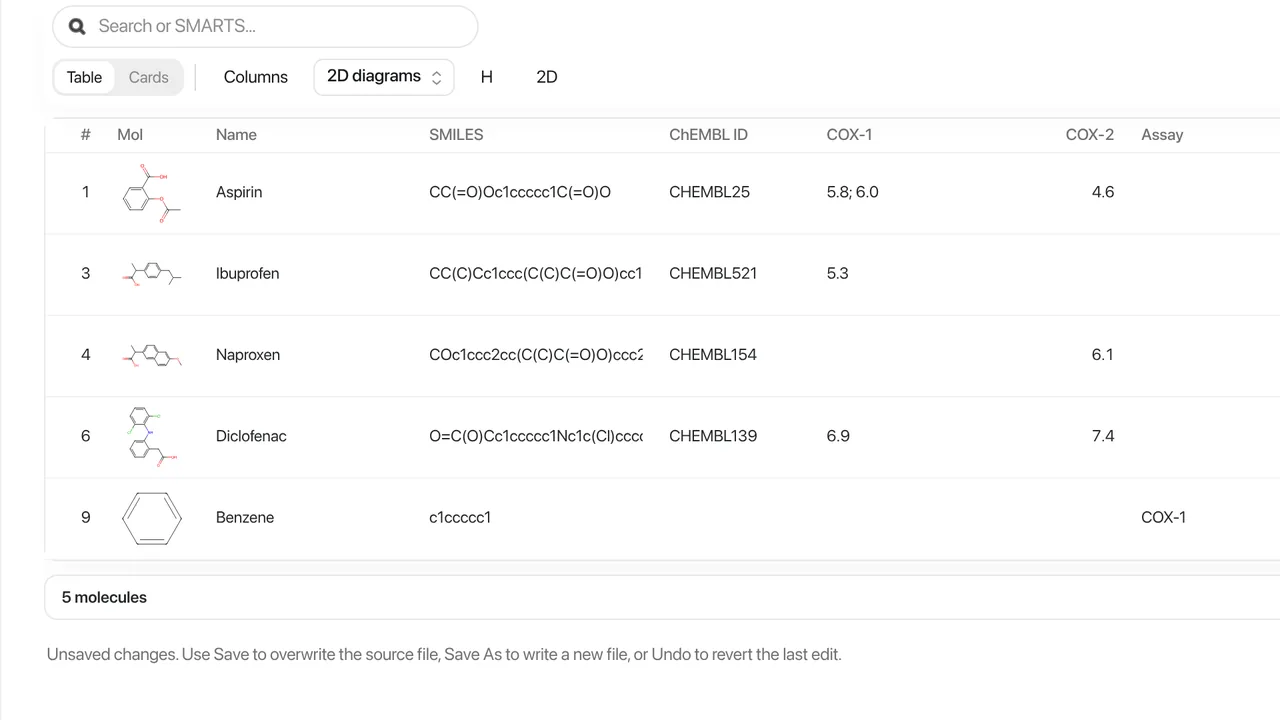 Search or SMARTS...
Table Cards Columns 2D diagrams H 2D
# Mol Name SMILES ChEMBL ID COX-1 COX-2 Assay
1 Aspirin CC(=O)Oc1ccccc1C(=O)O CHEMBL25 5.8; 6.0 4.6
3 Ibuprofen CC(C)Cc1ccc(C(C)C(=O)O)cc1 CHEMBL521 5.3
4 Naproxen COc1ccc2cc(C(C)C(=O)O)ccc2 CHEMBL154 6.1
6 Diclofenac O=C(O)Cc1ccccc1Nc1c(Cl)ccc CHEMBL139 6.9 7.4
9 Benzene c1ccccc1 COX-1
5 molecules
Unsaved changes. Use Save to overwrite the source file, Save As to write a new file, or Undo to revert the last edit.